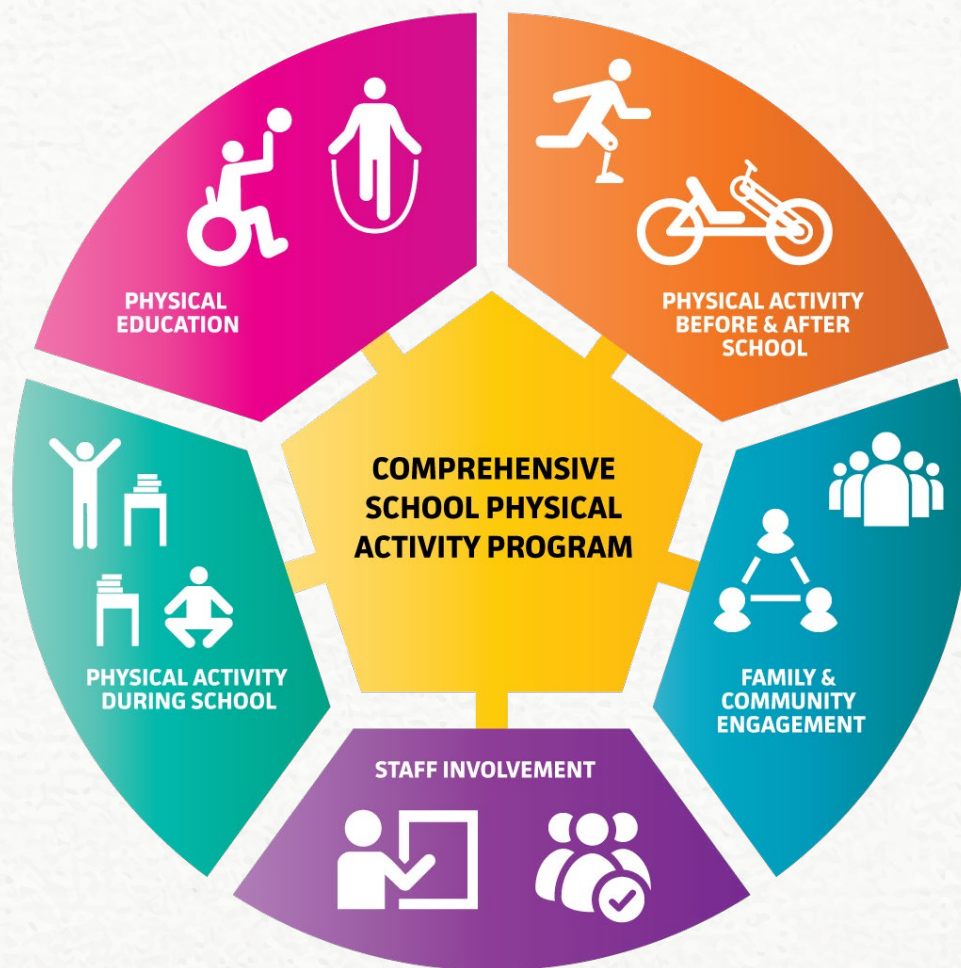 PHYSICAL
EDUCATION
PHYSICAL ACTIVITY
BEFORE & AFTER
SCHOOL
COMPREHENSIVE
SCHOOL PHYSICAL
ACTIVITY PROGRAM
PHYSICAL ACTIVITY
DURING SCHOOL
FAMILY &
COMMUNITY
ENGAGEMENT
STAFF INVOLVEMENT